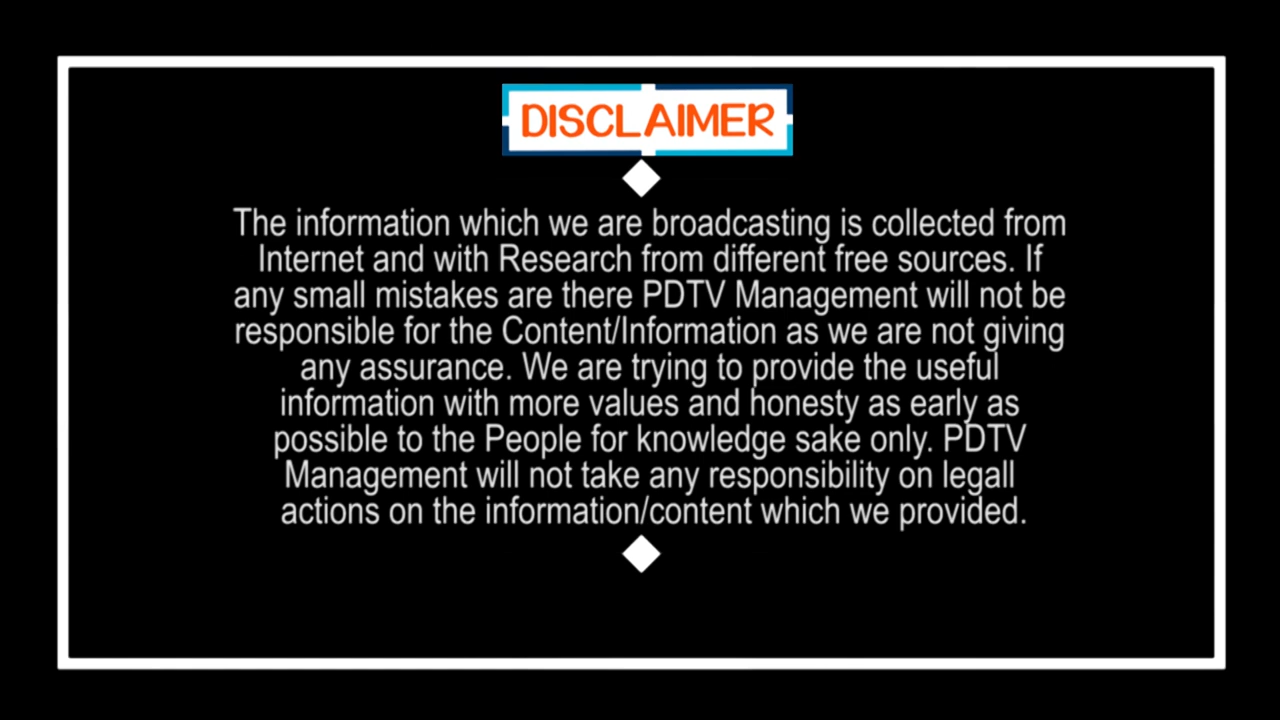 DISCLAIMER
The information which we are broadcasting is collected from
Internet and with Research from different free sources. If
any small mistakes are there PDTV Management will not be
responsible for the Content/Information as we are not giving
any assurance. We are trying to provide the useful
information with more values and honesty as early as
possible to the People for knowledge sake only. PDTV
Management will not take any responsibility on legall
actions on the information/content which we provided.